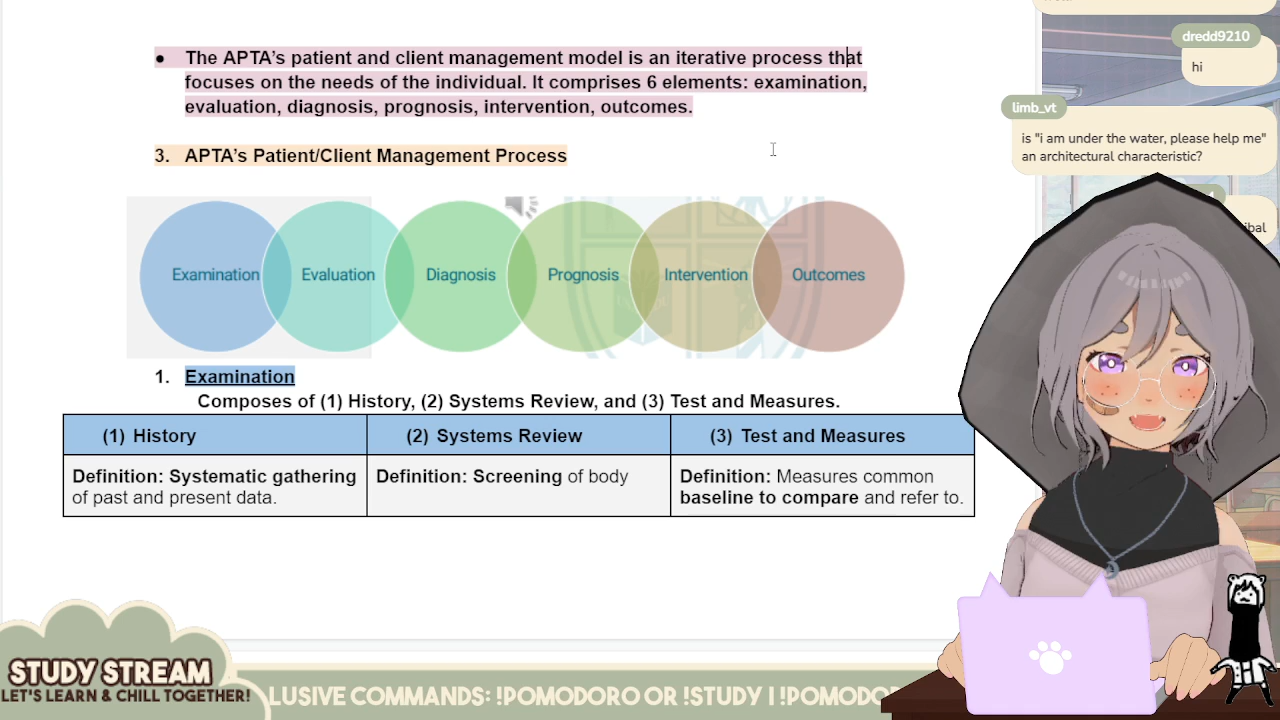 ● The APTA's patient and client management model is an iterative process that
focuses on the needs of the individual. It comprises 6 elements: examination,
evaluation, diagnosis, prognosis, intervention, outcomes.
3. APTA's Patient/Client Management Process
Examination Evaluation Diagnosis Prognosis Intervention Outcomes
1. Examination
Composes of (1) History, (2) Systems Review, and (3) Test and Measures.
(1) History (2) Systems Review (3) Test and Measures
Definition: Systematic gathering
of past and present data.
Definition: Screening of body
Definition: Measures common
baseline to compare and refer to.
dredd9210
hi
limb_vt
is "i am under the water, please help me"
an architectural characteristic?
STUDY STREAM
LET'S LEARN & CHILL TOGETHER!
LUSIVE COMMANDS: !POMODORO OR !STUDY | !POMODO